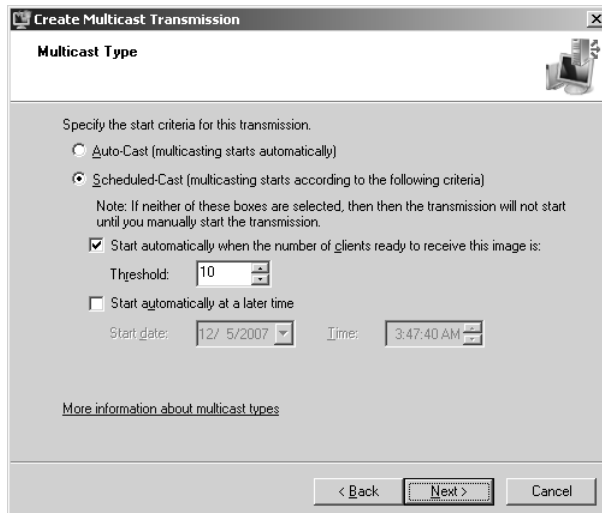 Create Multicast Transmission
Multicast Type
Specify the start criteria for this transmission.
Auto-Cast (multicasting starts automatically)
Scheduled-Cast (multicasting starts according to the following criteria)
Note: If neither of these boxes are selected, then then the transmission will not start
until you manually start the transmission.
Start automatically when the number of clients ready to receive this image is:
Threshold: 10
Start automatically at a later time
Start date: 12/ 5/2007 Time: 3:47:40 AM
More information about multicast types
< Back Next > Cancel